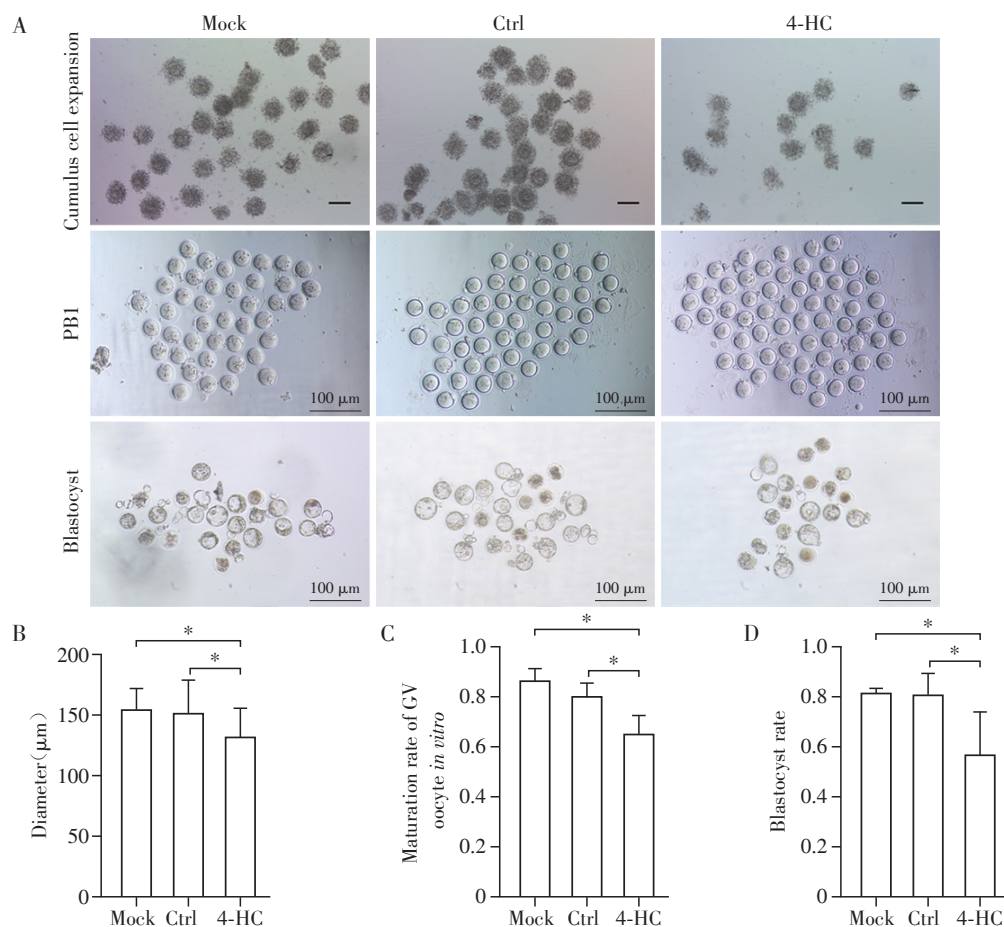 A
Mock
Ctrl
4-HC
Cumulus cell expansion
PB1
100 μm
100 μm
100 μm
Blastocyst
100 μm
100 μm
100 μm
B
*
*
200
150
100
50
0
Diameter(μm)
Mock
Ctrl
4-HC
C
*
*
1.0
0.8
0.6
0.4
0.2
0
Maturation rate of GV
oocyte in vitro
Mock
Ctrl
4-HC
D
*
*
1.0
0.8
0.6
0.4
0.2
0
Blastocyst rate
Mock
Ctrl
4-HC